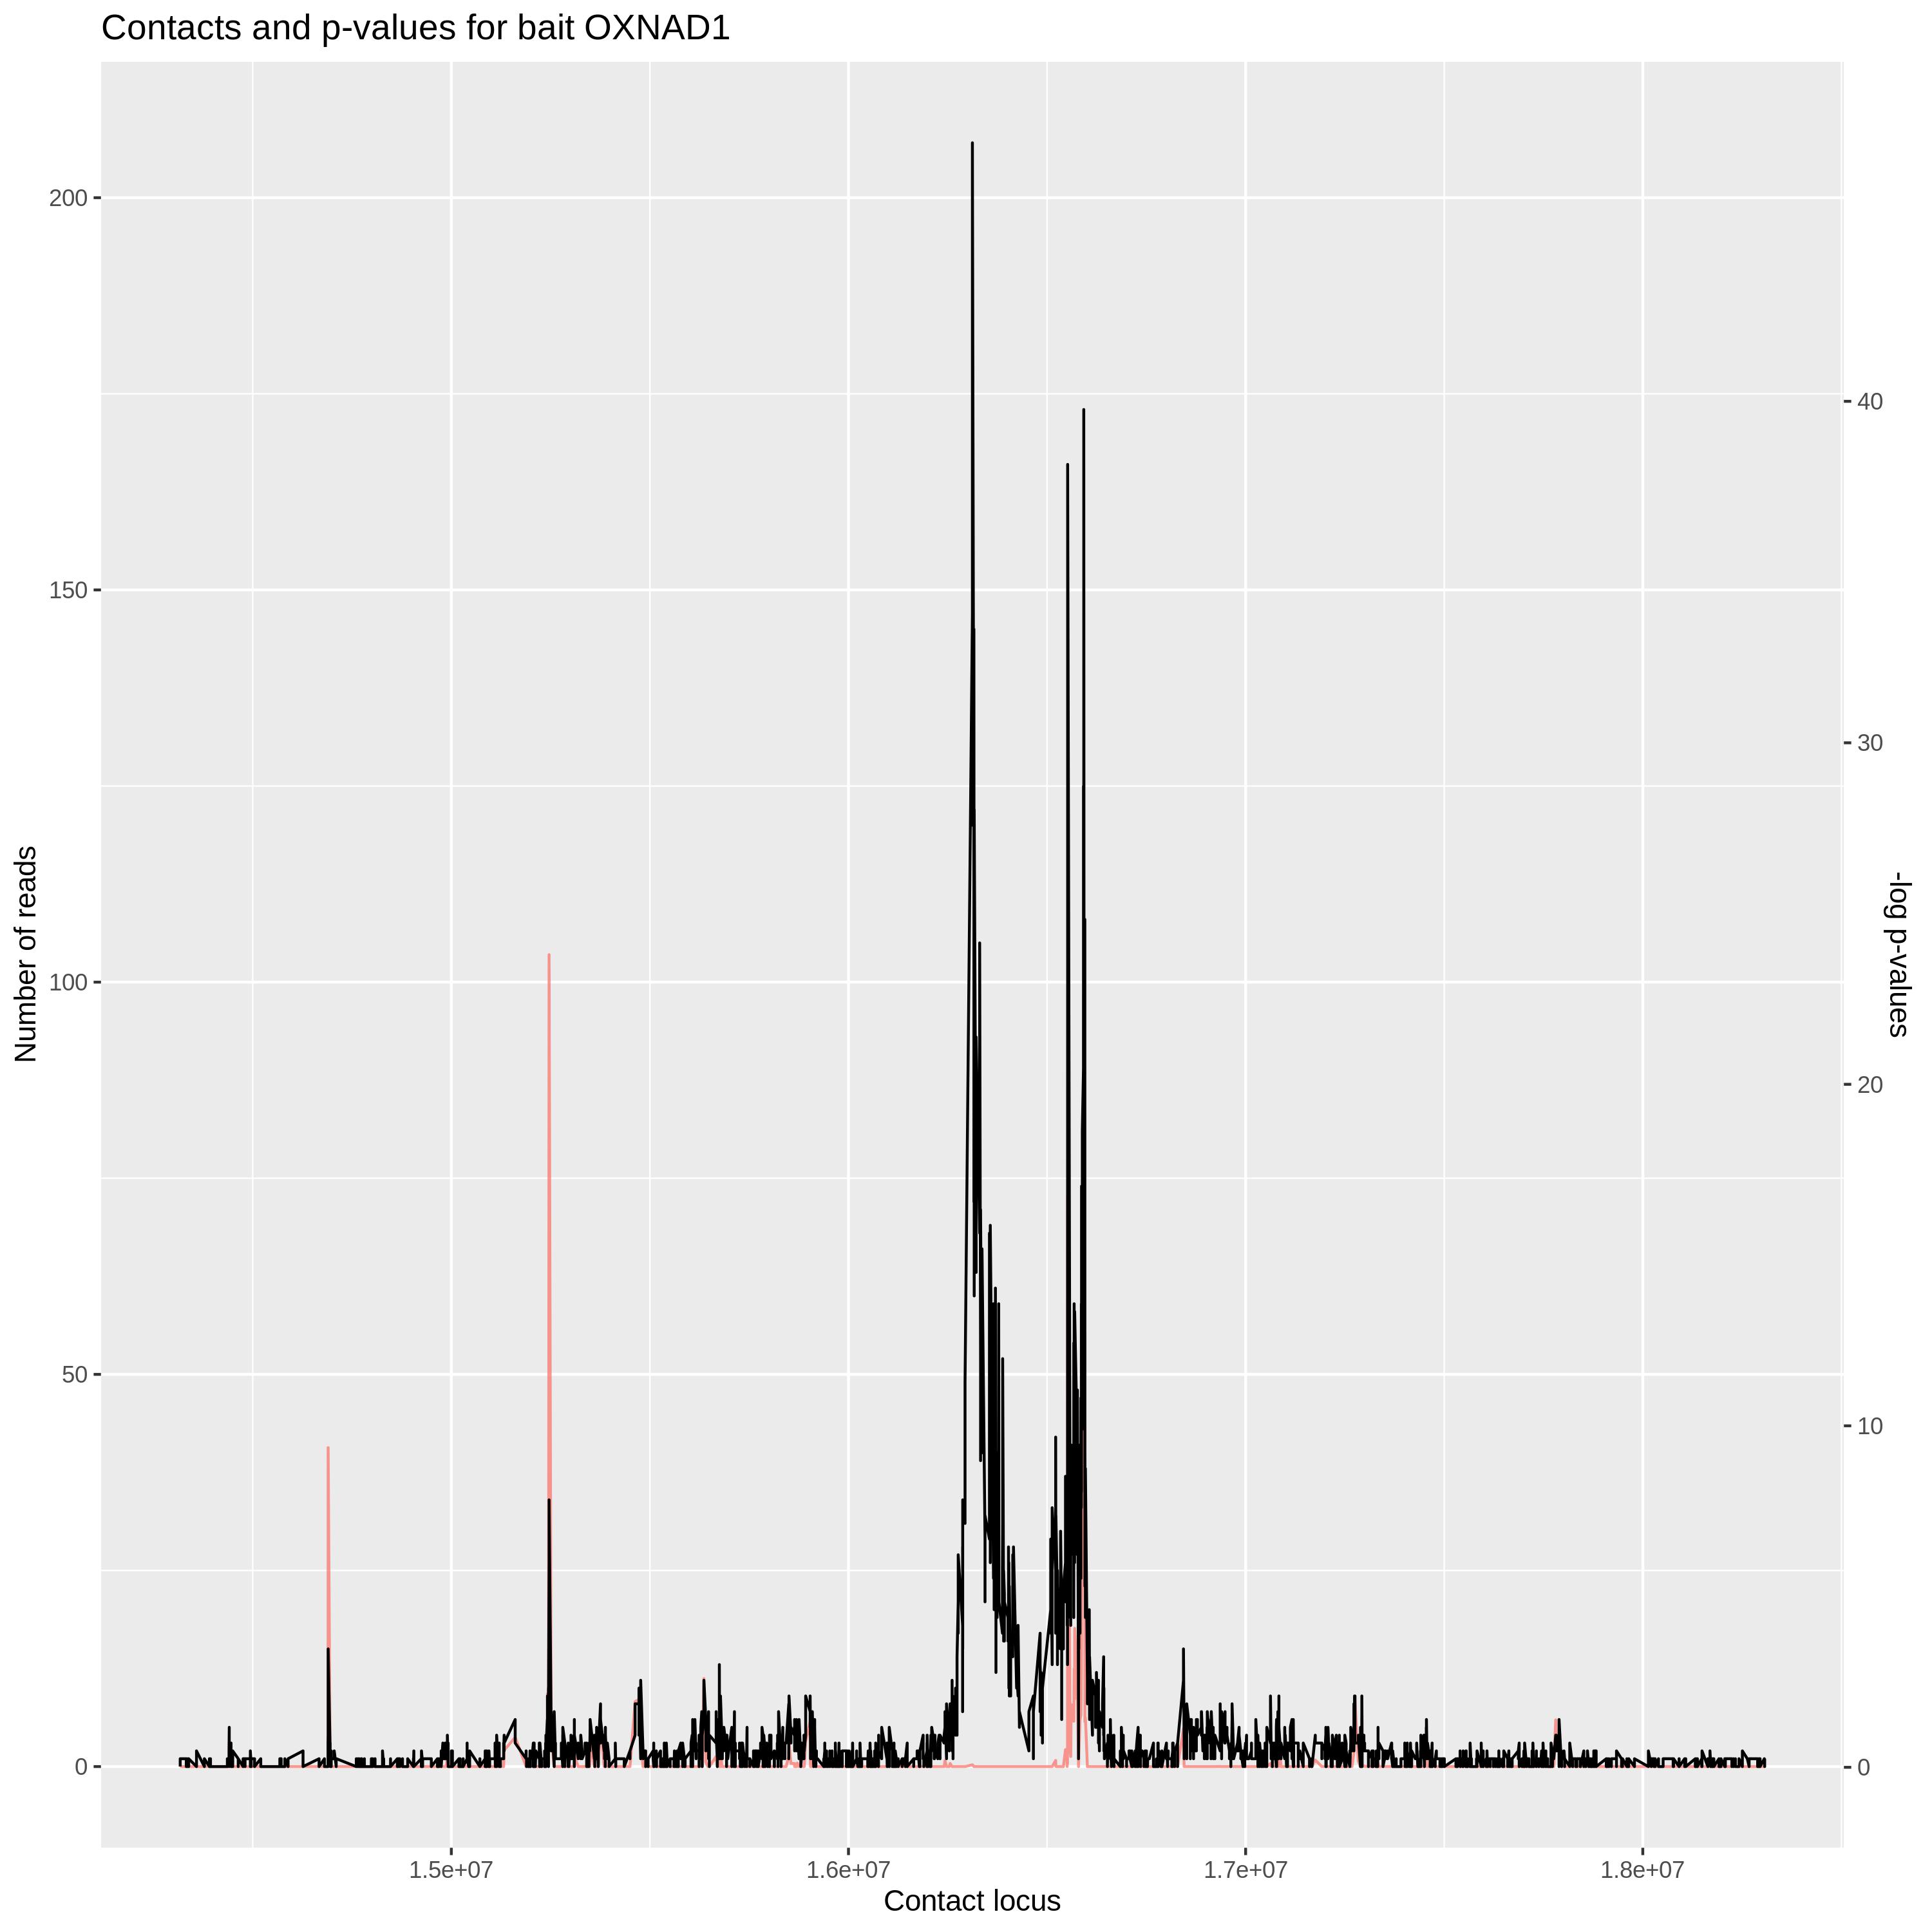 Contacts and p-values for bait OXNAD1
200
150
100
50
0
Number of reads
40
30
20
10
0
-log p-values
1.5e+07
1.6e+07
1.7e+07
1.8e+07
Contact locus